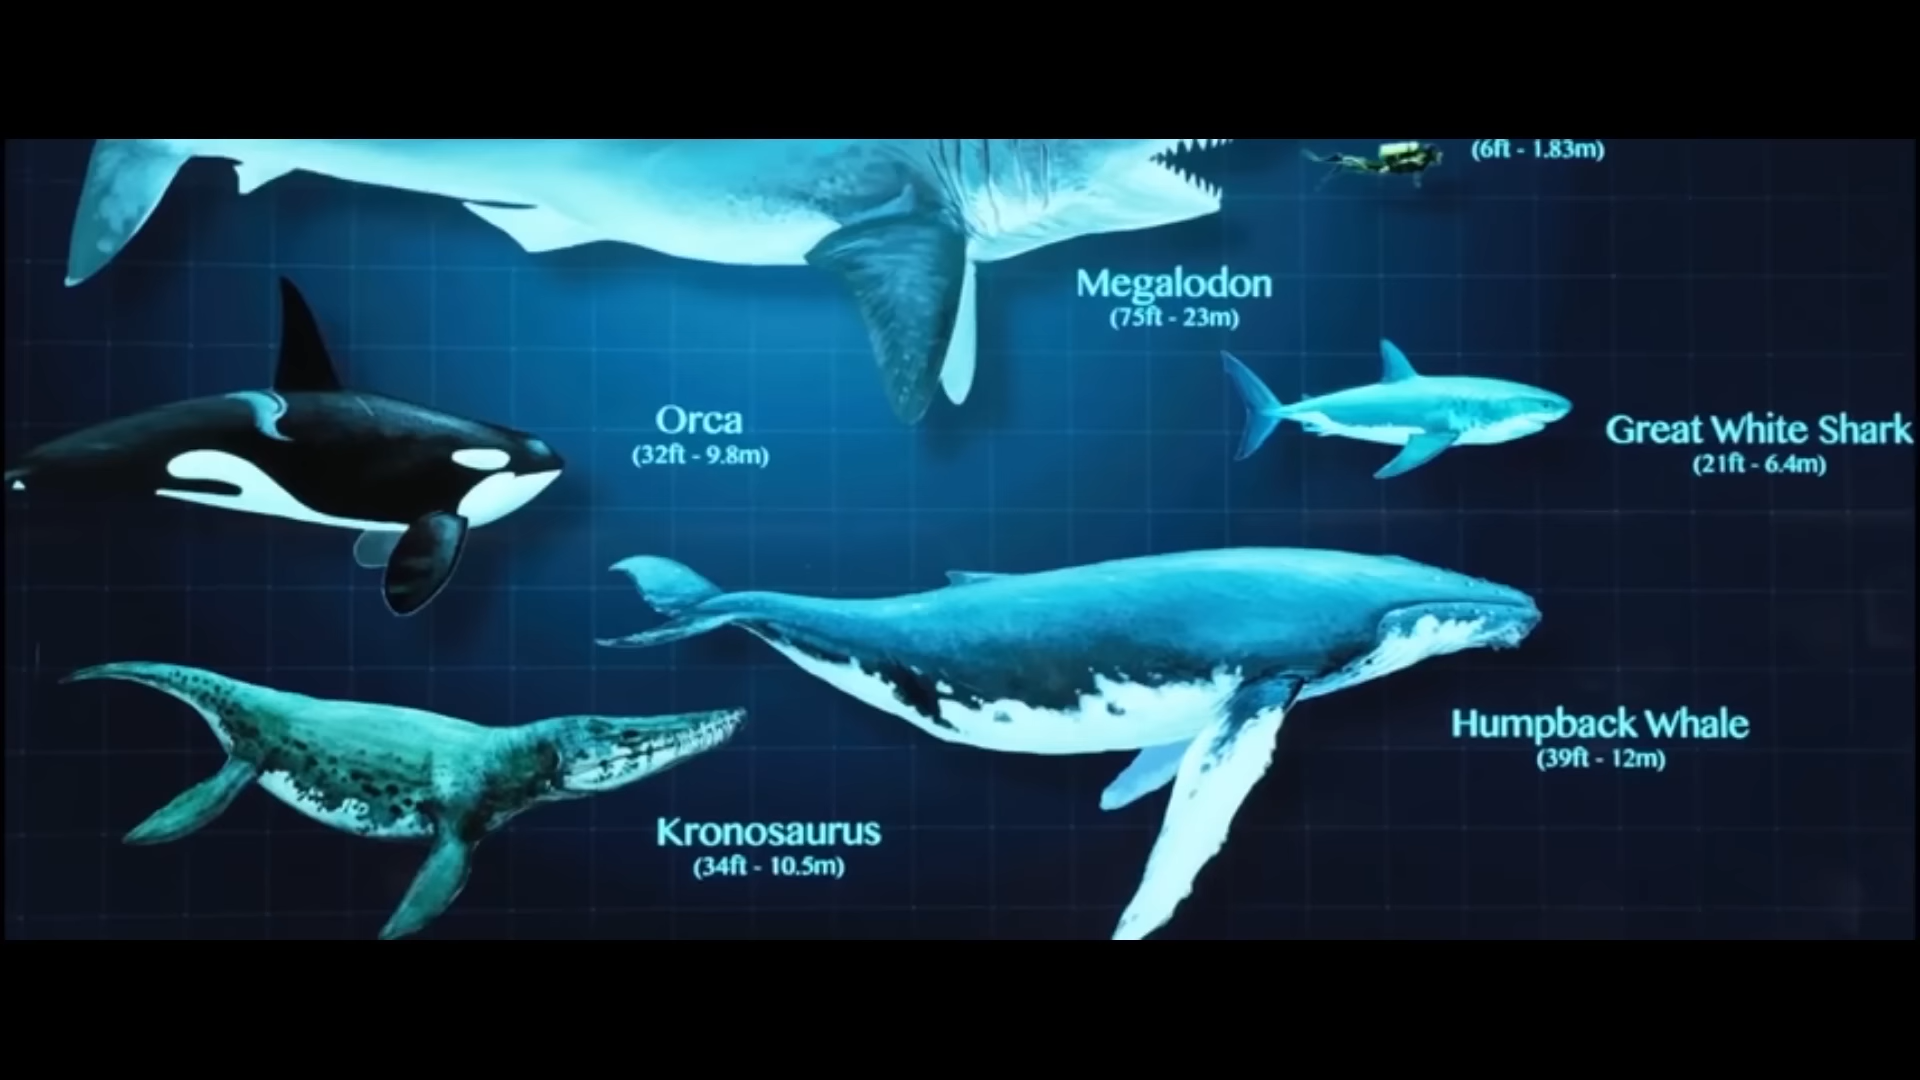 (6ft - 1.83m)
Megalodon
(75ft - 23m)
Orca
(32ft - 9.8m)
Great White Shark
(21ft - 6.4m)
Humpback Whale
(39ft - 12m)
Kronosaurus
(34ft - 10.5m)